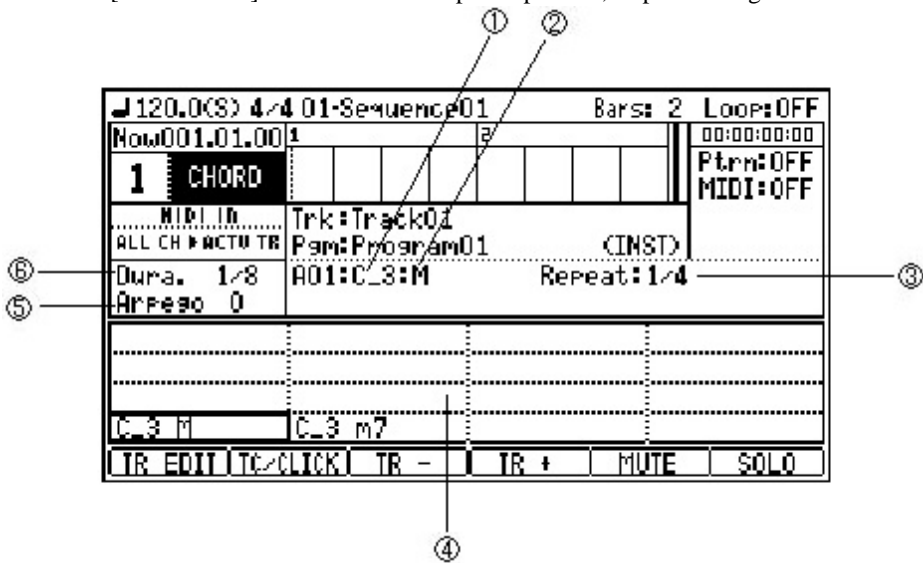 ① ②
♩120.0(S) 4/4 01-Sequence01 Bars: 2 Loop:OFF
Now001.01.00 1 2 00:00:00:00
1 CHORD Ptrn:OFF
MIDI:OFF
MIDI IN Trk:Track01
ALL CH ▶ ACTV TR Pgm:Program01 (INST)
⑥ Dura. 1/8 A01:C_3:M Repeat:1/4 ③
⑤ Arpego 0
C_3 M C_3 m7
TR EDIT TC/CLICK TR - TR + MUTE SOLO
④